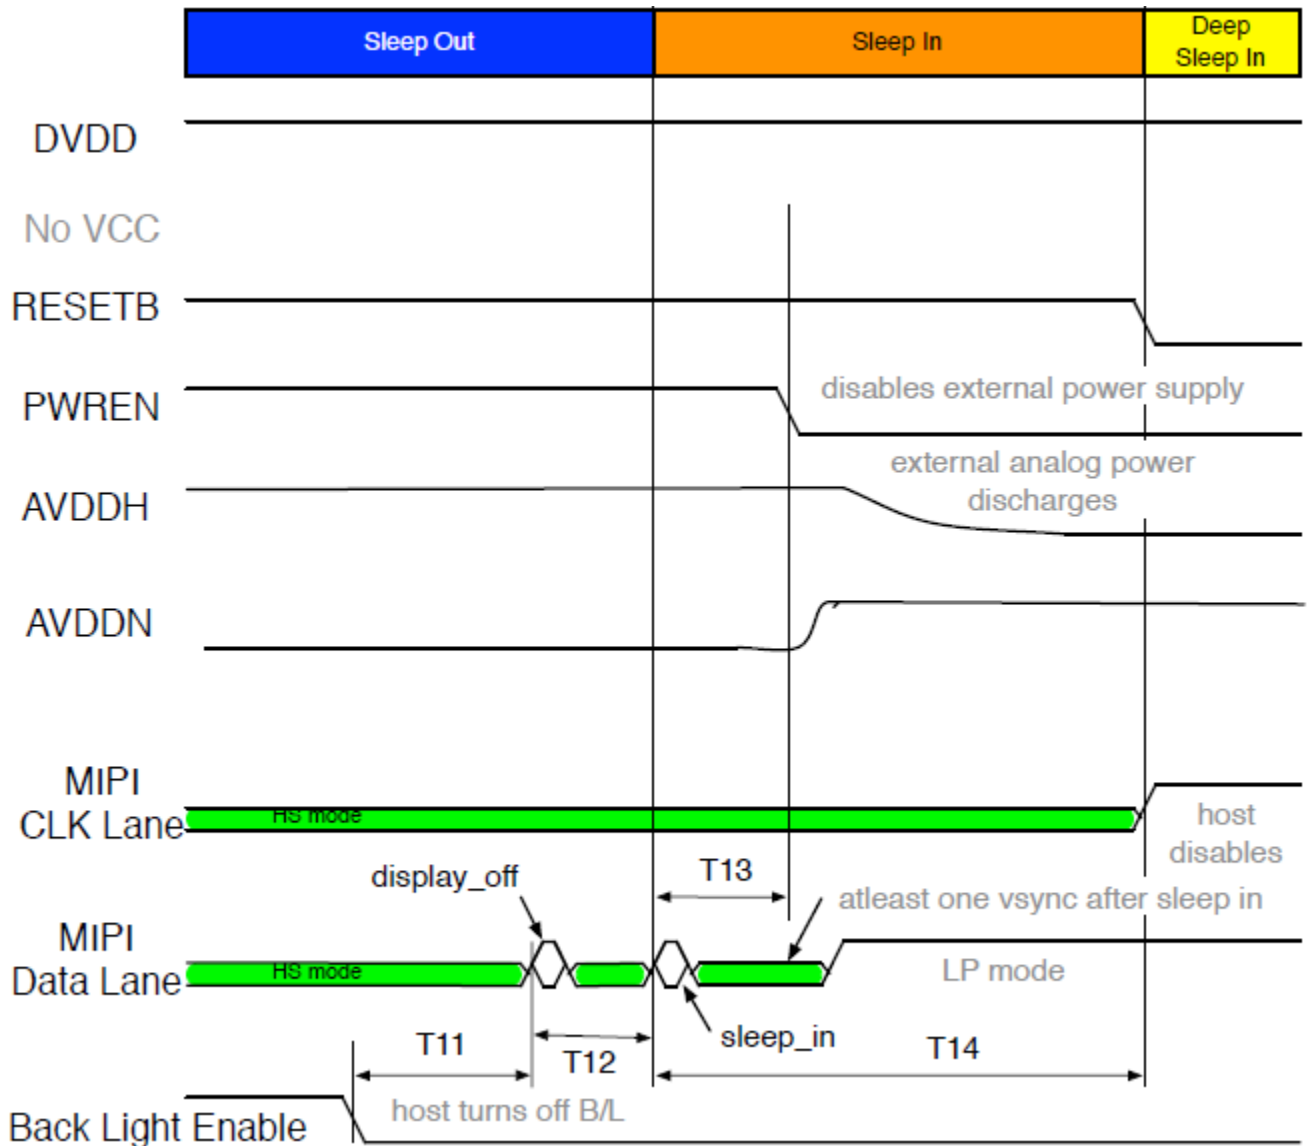 Sleep Out
Sleep In
Deep
Sleep In
DVDD
No VCC
RESETB
PWREN
disables external power supply
external analog power
discharges
AVDDH
AVDDN
MIPI
CLK Lane
HS mode
host
disables
display_off
T13
atleast one vsync after sleep in
MIPI
Data Lane
HS mode
LP mode
sleep_in
T11
T12
T14
host turns off B/L
Back Light Enable